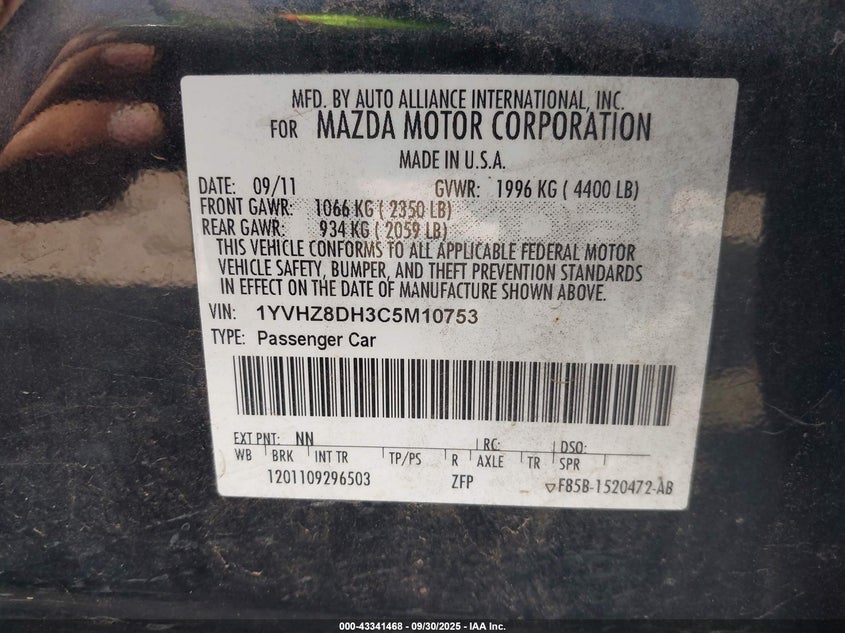 MFD. BY AUTO ALLIANCE INTERNATIONAL, INC.
FOR MAZDA MOTOR CORPORATION
MADE IN U.S.A.
DATE: 09/11 GVWR: 1996 KG ( 4400 LB)
FRONT GAWR: 1066 KG ( 2350 LB)
REAR GAWR: 934 KG ( 2059 LB)
THIS VEHICLE CONFORMS TO ALL APPLICABLE FEDERAL MOTOR
VEHICLE SAFETY, BUMPER, AND THEFT PREVENTION STANDARDS
IN EFFECT ON THE DATE OF MANUFACTURE SHOWN ABOVE.
VIN: 1YVHZ8DH3C5M10753
TYPE: Passenger Car
EXT PNT: NN RC: DSO:
WB BRK INT TR TP/PS R AXLE TR SPR
1201109296503 ZFP F85B-1520472-AB
000-43341468 - 09/30/2025 - IAA Inc.